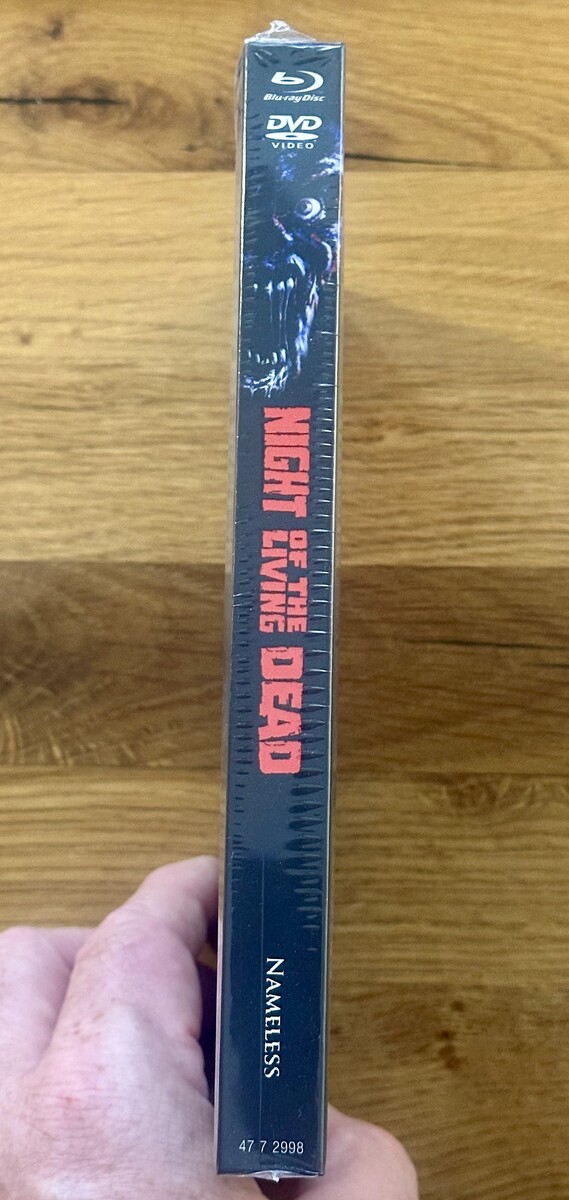 Blu-ray Disc
DVD
VIDEO
NIGHT OF THE LIVING DEAD
NAMELESS
47 7 2998